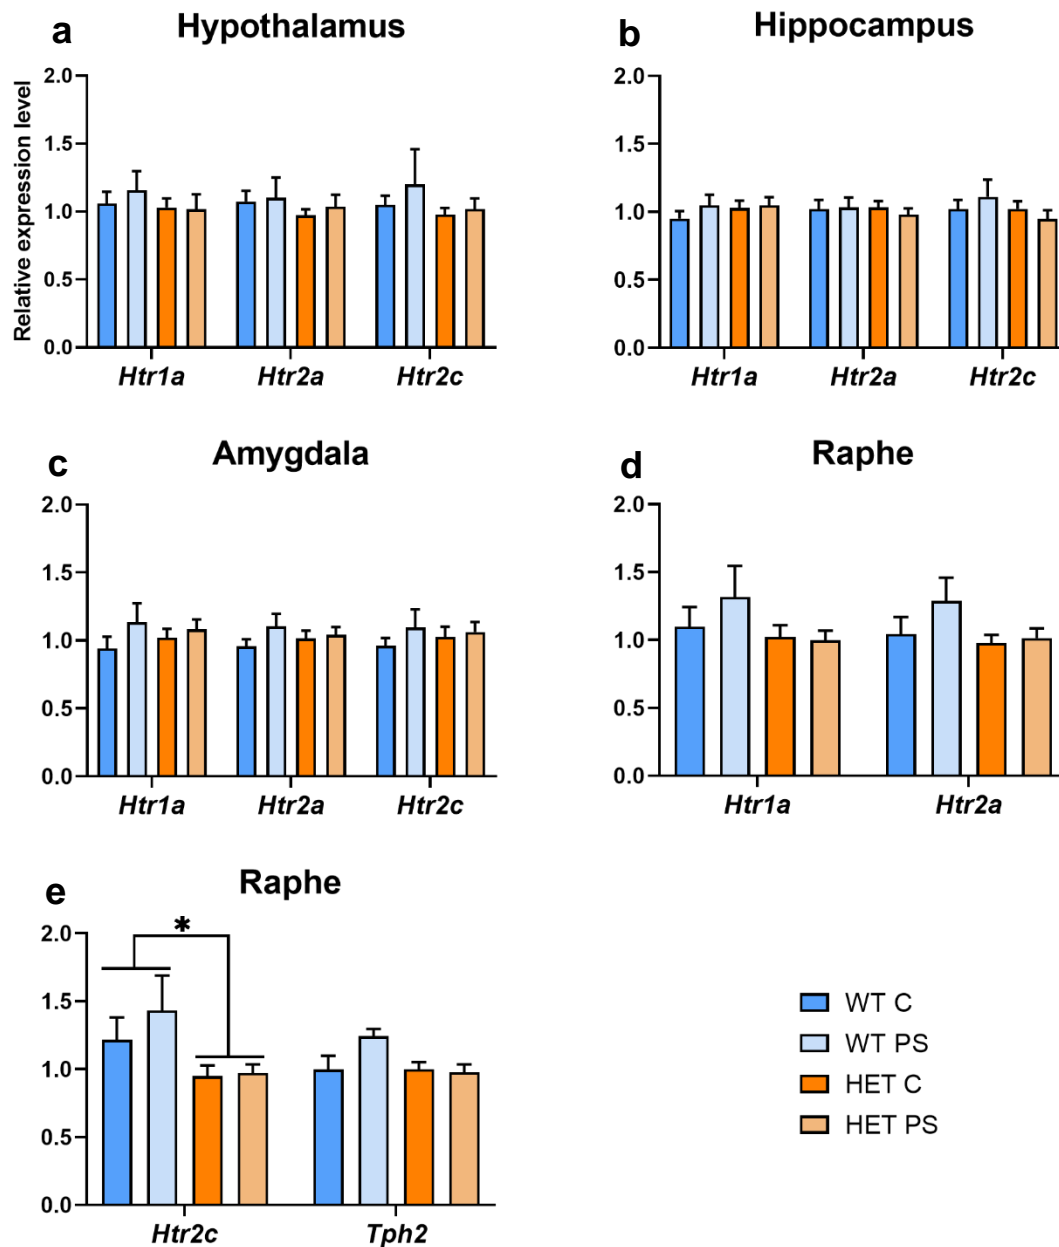 a Hypothalamus
Relative expression level
2.0
1.5
1.0
0.5
0.0
Htr1a Htr2a Htr2c
b Hippocampus
2.0
1.5
1.0
0.5
0.0
Htr1a Htr2a Htr2c
c Amygdala
2.0
1.5
1.0
0.5
0.0
Htr1a Htr2a Htr2c
d Raphe
2.0
1.5
1.0
0.5
0.0
Htr1a Htr2a
e Raphe
*
2.0
1.5
1.0
0.5
0.0
Htr2c Tph2
WT C
WT PS
HET C
HET PS